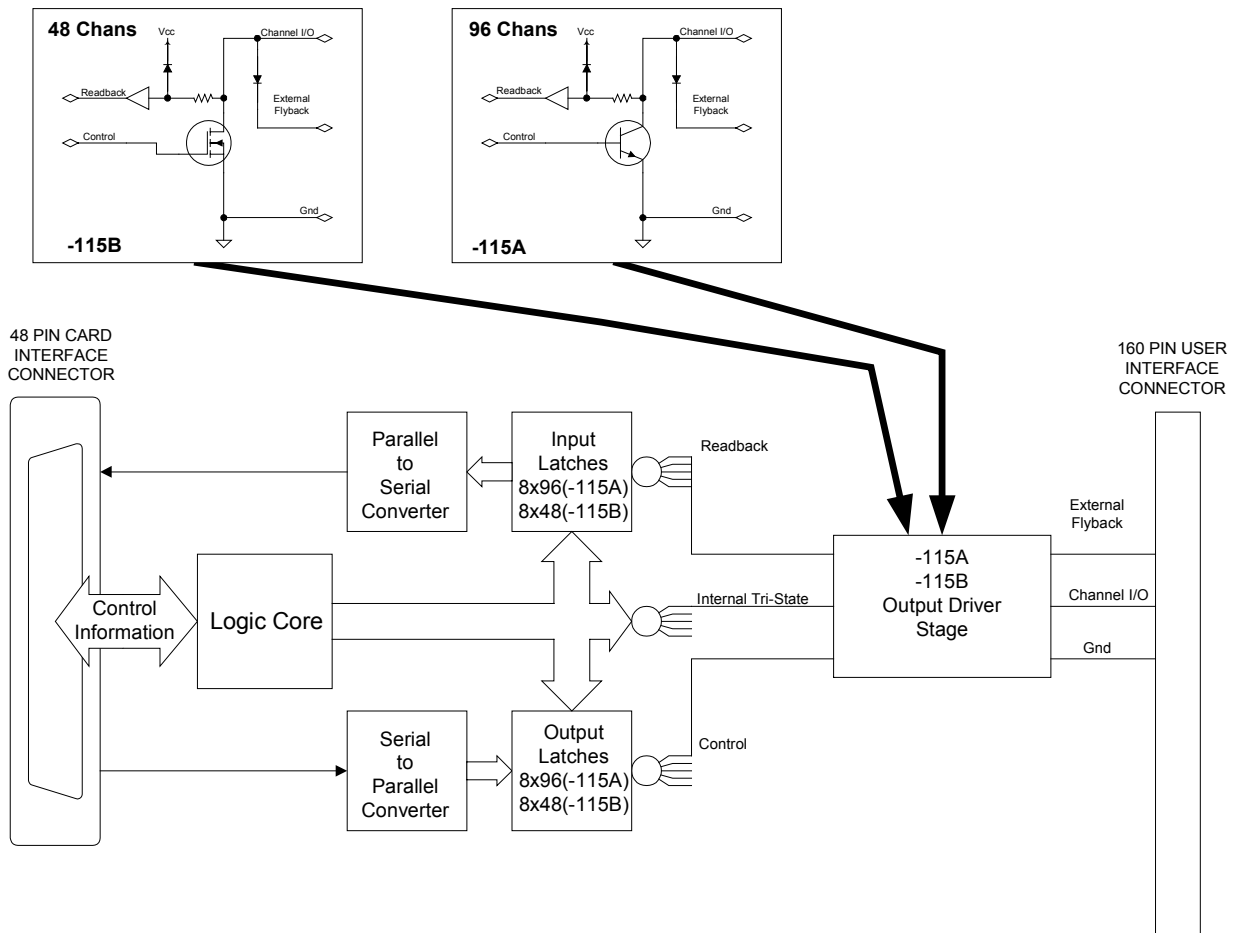 48 Chans
Vcc
Channel I/O
Readback
External
Flyback
Control
Gnd
-115B
96 Chans
Vcc
Channel I/O
Readback
External
Flyback
Control
Gnd
-115A
48 PIN CARD
INTERFACE
CONNECTOR
160 PIN USER
INTERFACE
CONNECTOR
Parallel
to
Serial
Converter
Input
Latches
8x96(-115A)
8x48(-115B)
Readback
External
Flyback
-115A
-115B
Output Driver
Stage
Channel I/O
Gnd
Control
Information
Logic Core
Internal Tri-State
Serial
to
Parallel
Converter
Output
Latches
8x96(-115A)
8x48(-115B)
Control